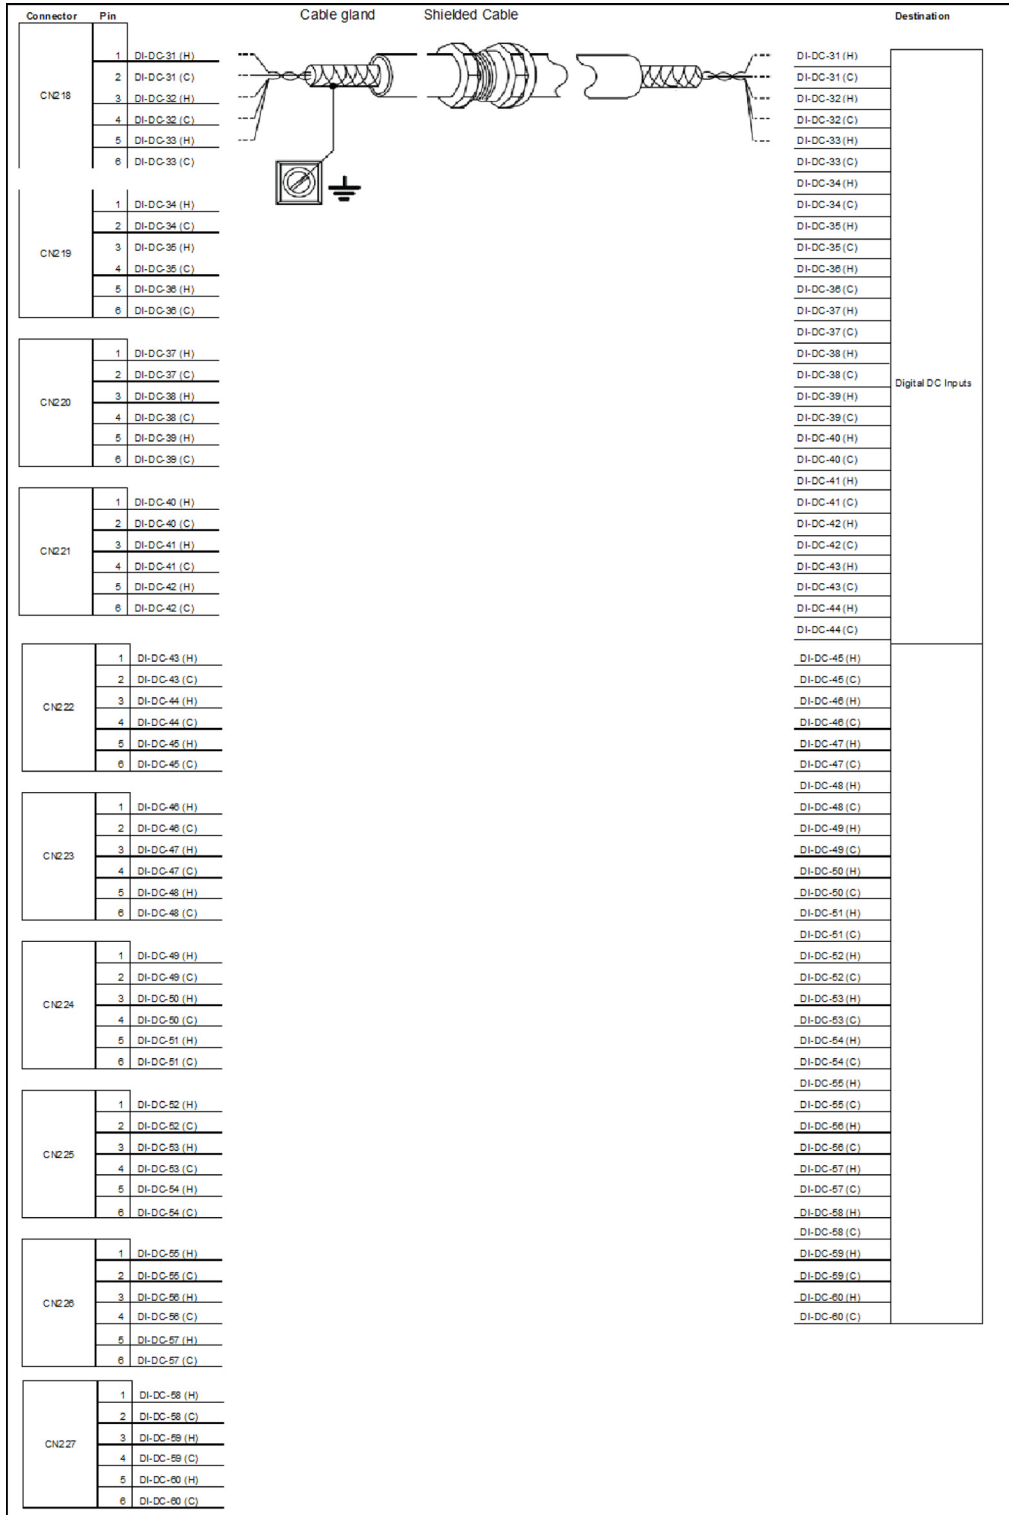 Connector Pin Cable gland Shielded Cable Destination
CN218
1 DI-DC-31 (H)
2 DI-DC-31 (C)
3 DI-DC-32 (H)
4 DI-DC-32 (C)
5 DI-DC-33 (H)
6 DI-DC-33 (C)
CN219
1 DI-DC-34 (H)
2 DI-DC-34 (C)
3 DI-DC-35 (H)
4 DI-DC-35 (C)
5 DI-DC-36 (H)
6 DI-DC-36 (C)
CN220
1 DI-DC-37 (H)
2 DI-DC-37 (C)
3 DI-DC-38 (H)
4 DI-DC-38 (C)
5 DI-DC-39 (H)
6 DI-DC-39 (C)
CN221
1 DI-DC-40 (H)
2 DI-DC-40 (C)
3 DI-DC-41 (H)
4 DI-DC-41 (C)
5 DI-DC-42 (H)
6 DI-DC-42 (C)
CN222
1 DI-DC-43 (H)
2 DI-DC-43 (C)
3 DI-DC-44 (H)
4 DI-DC-44 (C)
5 DI-DC-45 (H)
6 DI-DC-45 (C)
CN223
1 DI-DC-46 (H)
2 DI-DC-46 (C)
3 DI-DC-47 (H)
4 DI-DC-47 (C)
5 DI-DC-48 (H)
6 DI-DC-48 (C)
CN224
1 DI-DC-49 (H)
2 DI-DC-49 (C)
3 DI-DC-50 (H)
4 DI-DC-50 (C)
5 DI-DC-51 (H)
6 DI-DC-51 (C)
CN225
1 DI-DC-52 (H)
2 DI-DC-52 (C)
3 DI-DC-53 (H)
4 DI-DC-53 (C)
5 DI-DC-54 (H)
6 DI-DC-54 (C)
CN226
1 DI-DC-55 (H)
2 DI-DC-55 (C)
3 DI-DC-56 (H)
4 DI-DC-56 (C)
5 DI-DC-57 (H)
6 DI-DC-57 (C)
CN227
1 DI-DC-58 (H)
2 DI-DC-58 (C)
3 DI-DC-59 (H)
4 DI-DC-59 (C)
5 DI-DC-60 (H)
6 DI-DC-60 (C)
DI-DC-31 (H)
DI-DC-31 (C)
DI-DC-32 (H)
DI-DC-32 (C)
DI-DC-33 (H)
DI-DC-33 (C)
DI-DC-34 (H)
DI-DC-34 (C)
DI-DC-35 (H)
DI-DC-35 (C)
DI-DC-36 (H)
DI-DC-36 (C)
DI-DC-37 (H)
DI-DC-37 (C)
DI-DC-38 (H)
DI-DC-38 (C)
Digital DC Inputs
DI-DC-39 (H)
DI-DC-39 (C)
DI-DC-40 (H)
DI-DC-40 (C)
DI-DC-41 (H)
DI-DC-41 (C)
DI-DC-42 (H)
DI-DC-42 (C)
DI-DC-43 (H)
DI-DC-43 (C)
DI-DC-44 (H)
DI-DC-44 (C)
DI-DC-45 (H)
DI-DC-45 (C)
DI-DC-46 (H)
DI-DC-46 (C)
DI-DC-47 (H)
DI-DC-47 (C)
DI-DC-48 (H)
DI-DC-48 (C)
DI-DC-49 (H)
DI-DC-49 (C)
DI-DC-50 (H)
DI-DC-50 (C)
DI-DC-51 (H)
DI-DC-51 (C)
DI-DC-52 (H)
DI-DC-52 (C)
DI-DC-53 (H)
DI-DC-53 (C)
DI-DC-54 (H)
DI-DC-54 (C)
DI-DC-55 (H)
DI-DC-55 (C)
DI-DC-56 (H)
DI-DC-56 (C)
DI-DC-57 (H)
DI-DC-57 (C)
DI-DC-58 (H)
DI-DC-58 (C)
DI-DC-59 (H)
DI-DC-59 (C)
DI-DC-60 (H)
DI-DC-60 (C)